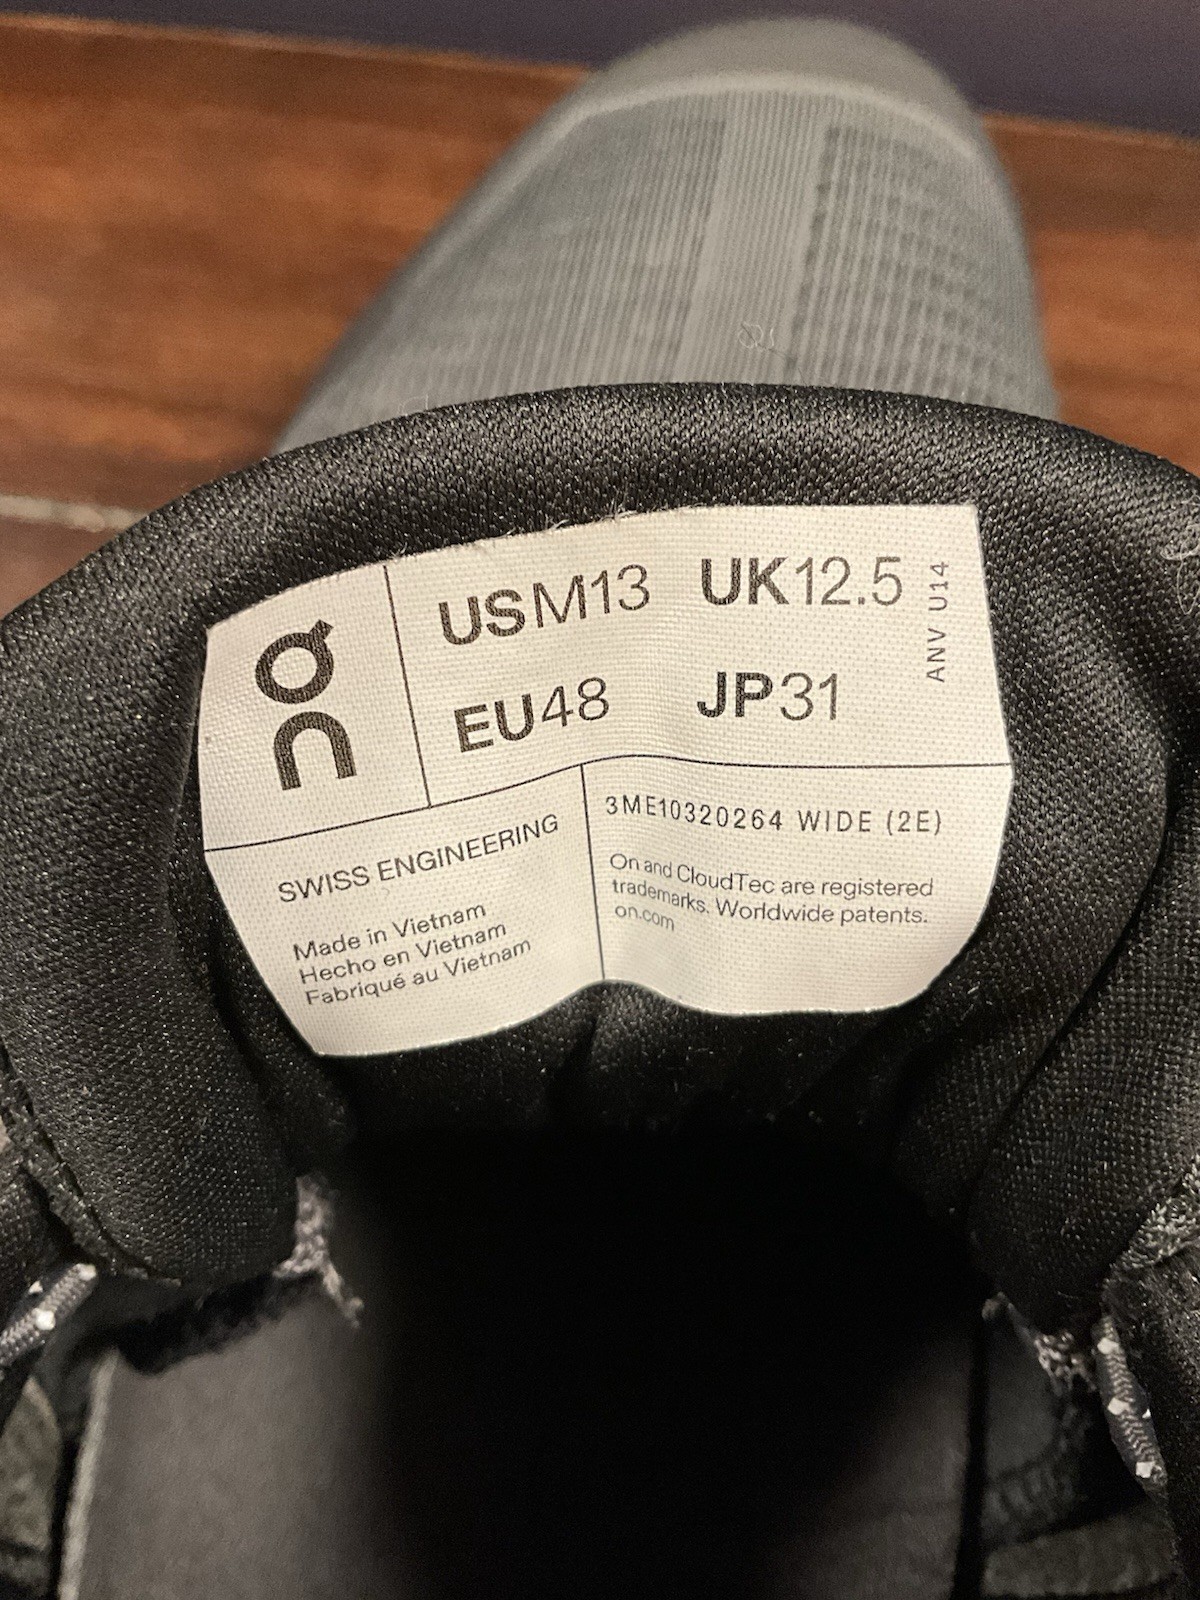 On
USM13 UK12.5
EU48 JP31
ANV U14
SWISS ENGINEERING
Made in Vietnam
Hecho en Vietnam
Fabriqué au Vietnam
3ME10320264 WIDE (2E)
On and CloudTec are registered
trademarks. Worldwide patents.
on.com